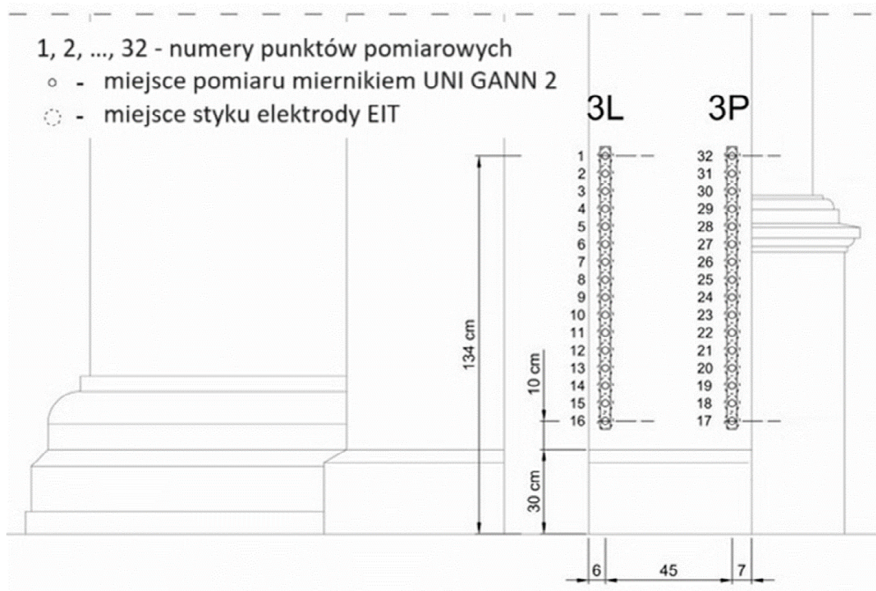 1, 2, ..., 32 - numery punktów pomiarowych
- miejsce pomiaru miernikiem UNI GANN 2
- miejsce styku elektrody EIT
3L 3P
1 32
2 31
3 30
4 29
5 28
6 27
7 26
8 25
9 24
10 23
11 22
12 21
13 20
14 19
15 18
16 17
134 cm
10 cm
30 cm
6 45 7